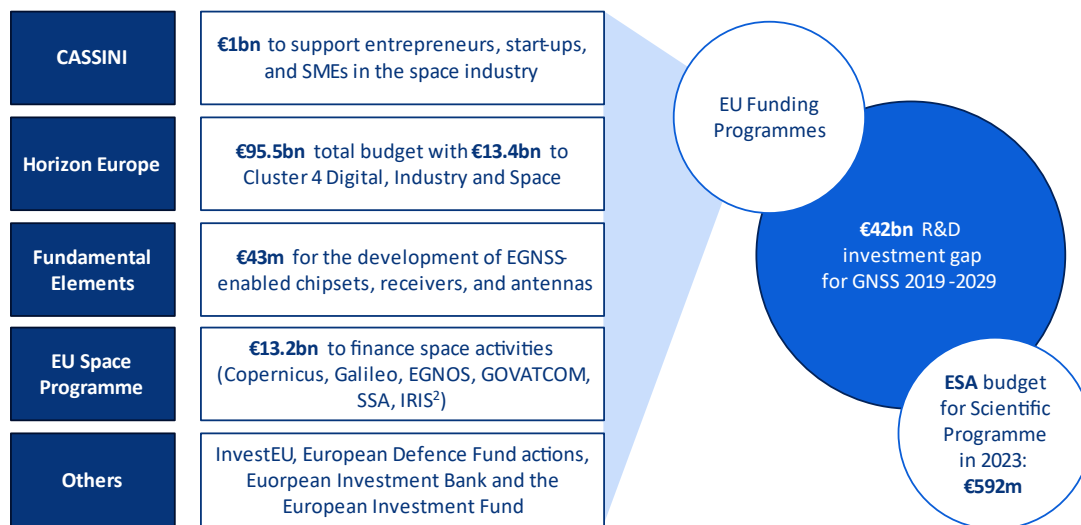 CASSINI
€1bn to support entrepreneurs, start-ups,
and SMEs in the space industry
Horizon Europe
€95.5bn total budget with €13.4bn to
Cluster 4 Digital, Industry and Space
Fundamental
Elements
€43m for the development of EGNSS-
enabled chipsets, receivers, and antennas
EU Space
Programme
€13.2bn to finance space activities
(Copernicus, Galileo, EGNOS, GOVATCOM,
SSA, IRIS²)
Others
InvestEU, European Defence Fund actions,
Euorpean Investment Bank and the
European Investment Fund
EU Funding
Programmes
€42bn R&D
investment gap
for GNSS 2019-2029
ESA budget
for Scientific
Programme
in 2023:
€592m